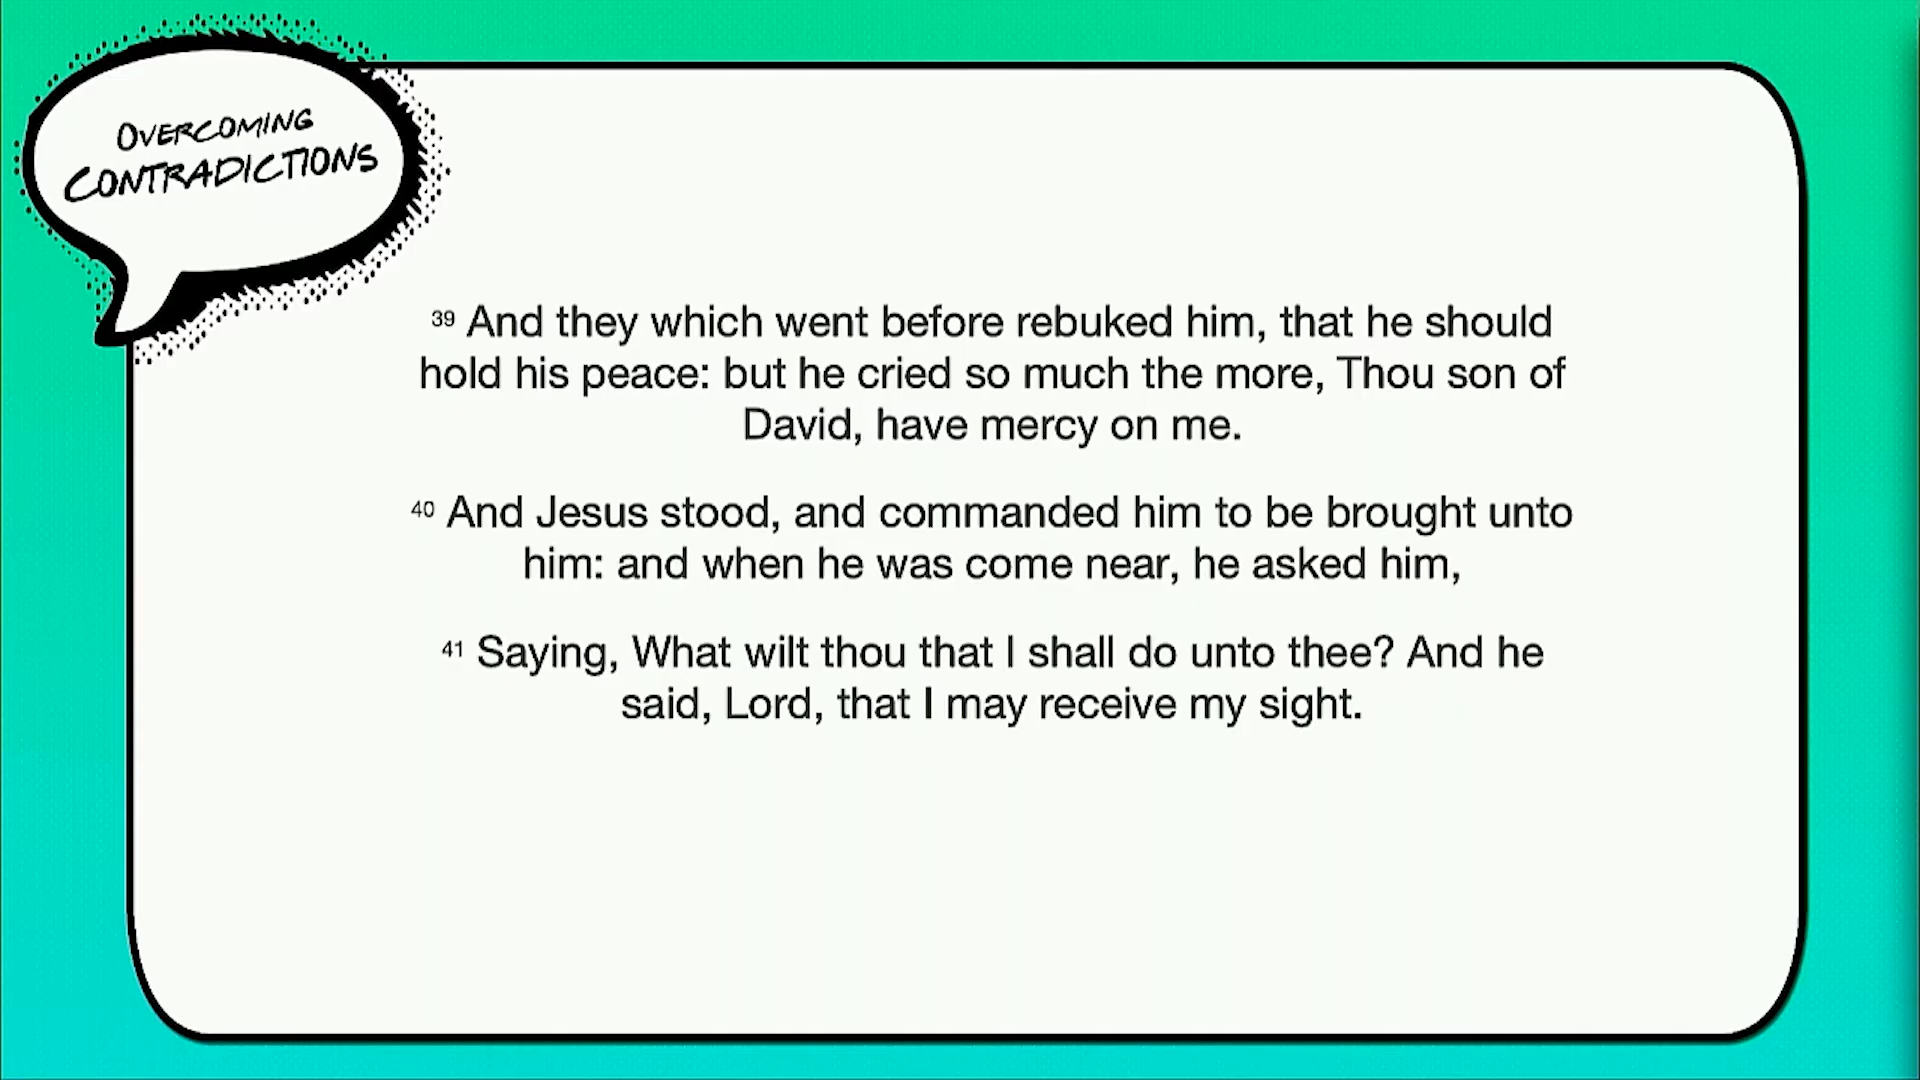 OVERCOMING
CONTRADICTIONS
39 And they which went before rebuked him, that he should
hold his peace: but he cried so much the more, Thou son of
David, have mercy on me.
40 And Jesus stood, and commanded him to be brought unto
him: and when he was come near, he asked him,
41 Saying, What wilt thou that I shall do unto thee? And he
said, Lord, that I may receive my sight.